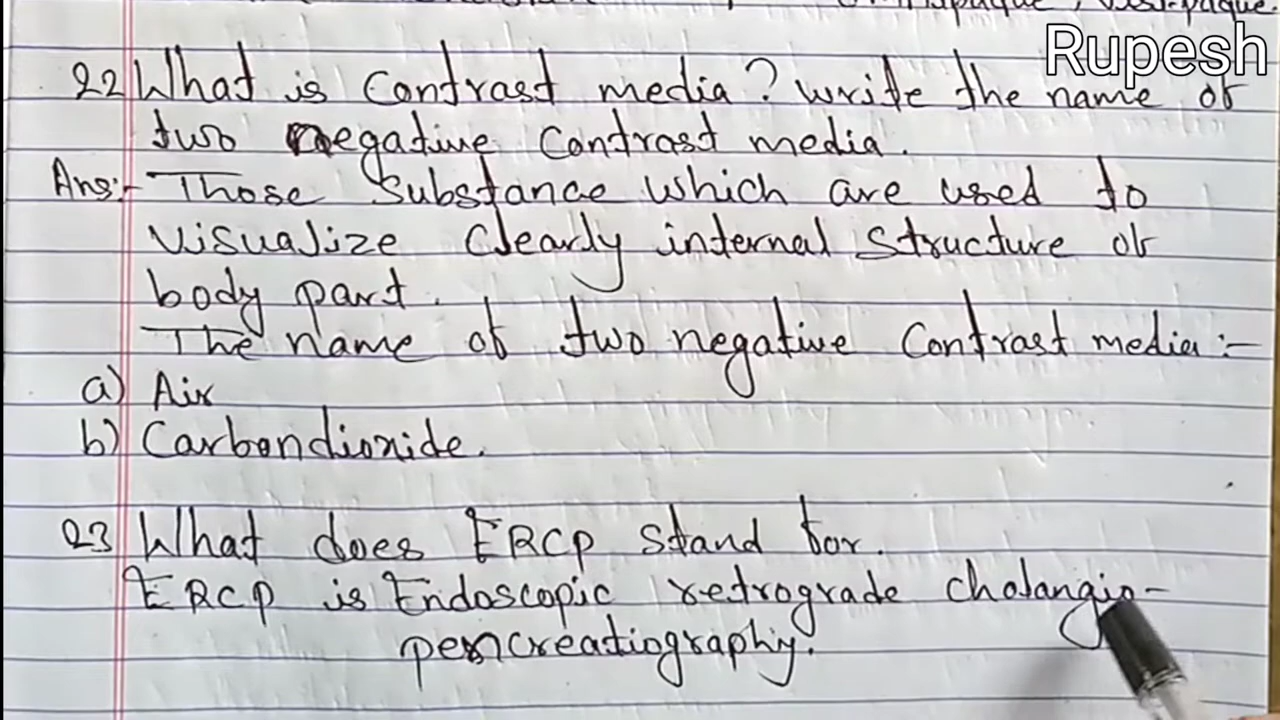 Rupesh
22 What is Contrast media? write the name of
two negative Contrast media.
Ans:- Those Substance which are used to
visualize Clearly internal structure of
body part.
The name of two negative Contrast media :-
a) Air
b) Carbondioxide.
23 What does ERCP stand for.
ERCP is Endoscopic retrograde cholangio-
pencreatiography.